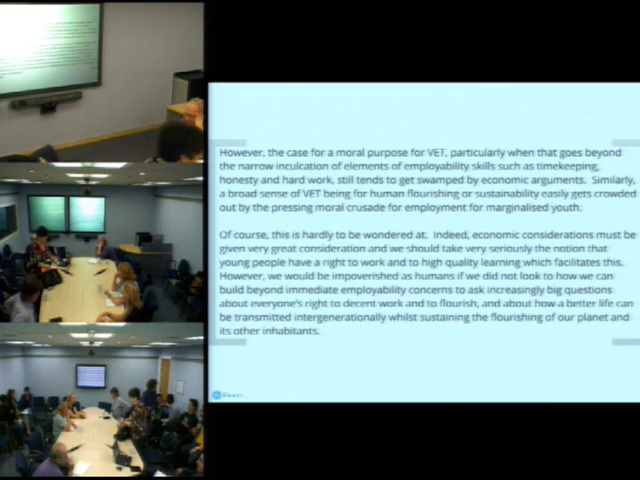 However, the case for a moral purpose for VET, particularly when that goes beyond
the narrow inculcation of elements of employability skills such as timekeeping,
honesty and hard work, still tends to get swamped by economic arguments. Similarly,
a broad sense of VET being for human flourishing or sustainability easily gets crowded
out by the pressing moral crusade for employment for marginalised youth.
Of course, this is hardly to be wondered at. Indeed, economic considerations must be
given very great consideration and we should take very seriously the notion that
young people have a right to work and to high quality learning which facilitates this.
However, we would be impoverished as humans if we did not look to how we can
build beyond immediate employability concerns to ask increasingly big questions
about everyone's right to decent work and to flourish, and about how a better life can
be transmitted intergenerationally whilst sustaining the flourishing of our planet and
its other inhabitants.